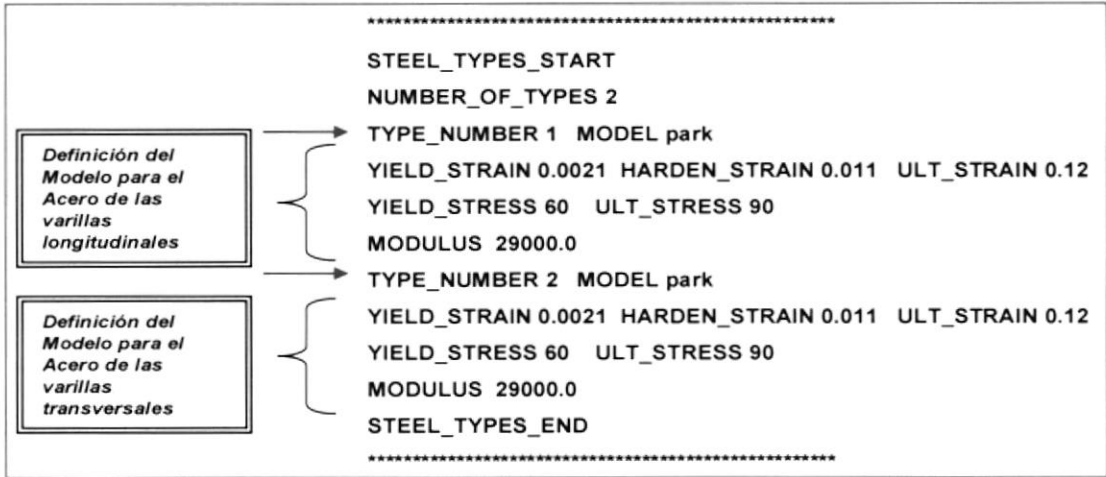 ****************************************************
STEEL_TYPES_START
NUMBER_OF_TYPES 2
TYPE_NUMBER 1 MODEL park
Definición del
Modelo para el
Acero de las
varillas
longitudinales
YIELD_STRAIN 0.0021 HARDEN_STRAIN 0.011 ULT_STRAIN 0.12
YIELD_STRESS 60 ULT_STRESS 90
MODULUS 29000.0
TYPE_NUMBER 2 MODEL park
Definición del
Modelo para el
Acero de las
varillas
transversales
YIELD_STRAIN 0.0021 HARDEN_STRAIN 0.011 ULT_STRAIN 0.12
YIELD_STRESS 60 ULT_STRESS 90
MODULUS 29000.0
STEEL_TYPES_END
****************************************************